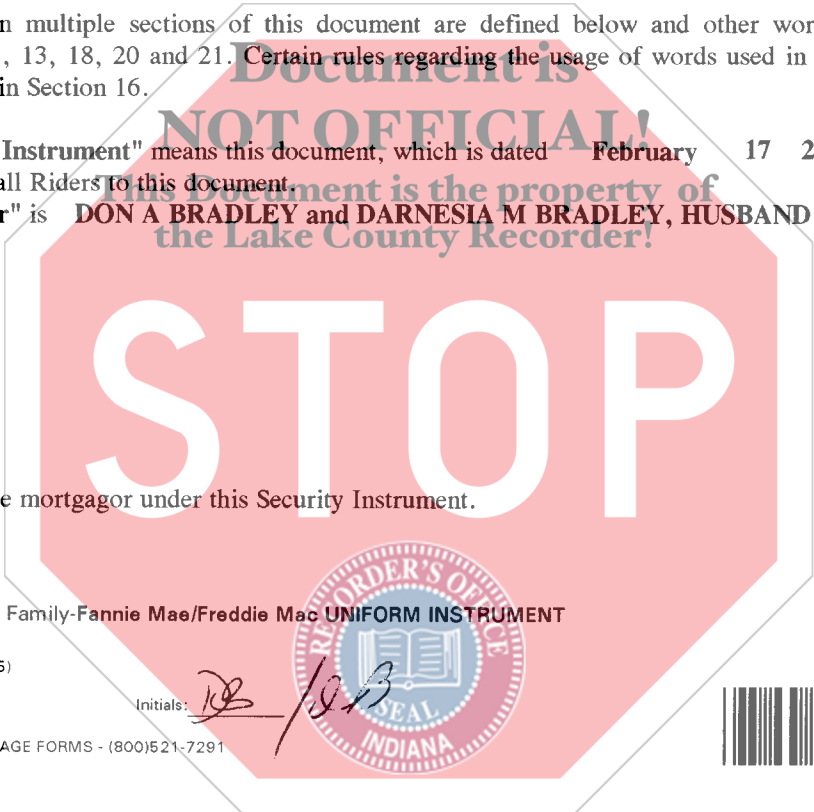 n multiple sections of this document are defined below and other wor
, 13, 18, 20 and 21. Certain rules regarding the usage of words used in
in Section 16.
Document is
NOT OFFICIAL!
This Document is the property of
the Lake County Recorder!
Instrument" means this document, which is dated February 17 2
all Riders to this document.
r" is DON A BRADLEY and DARNESIA M BRADLEY, HUSBAND
STOP
e mortgagor under this Security Instrument.
RECORDER'S OFFICE
SEAL
INDIANA
Family-Fannie Mae/Freddie Mac UNIFORM INSTRUMENT
Initials:
AGE FORMS - (800)521-7291